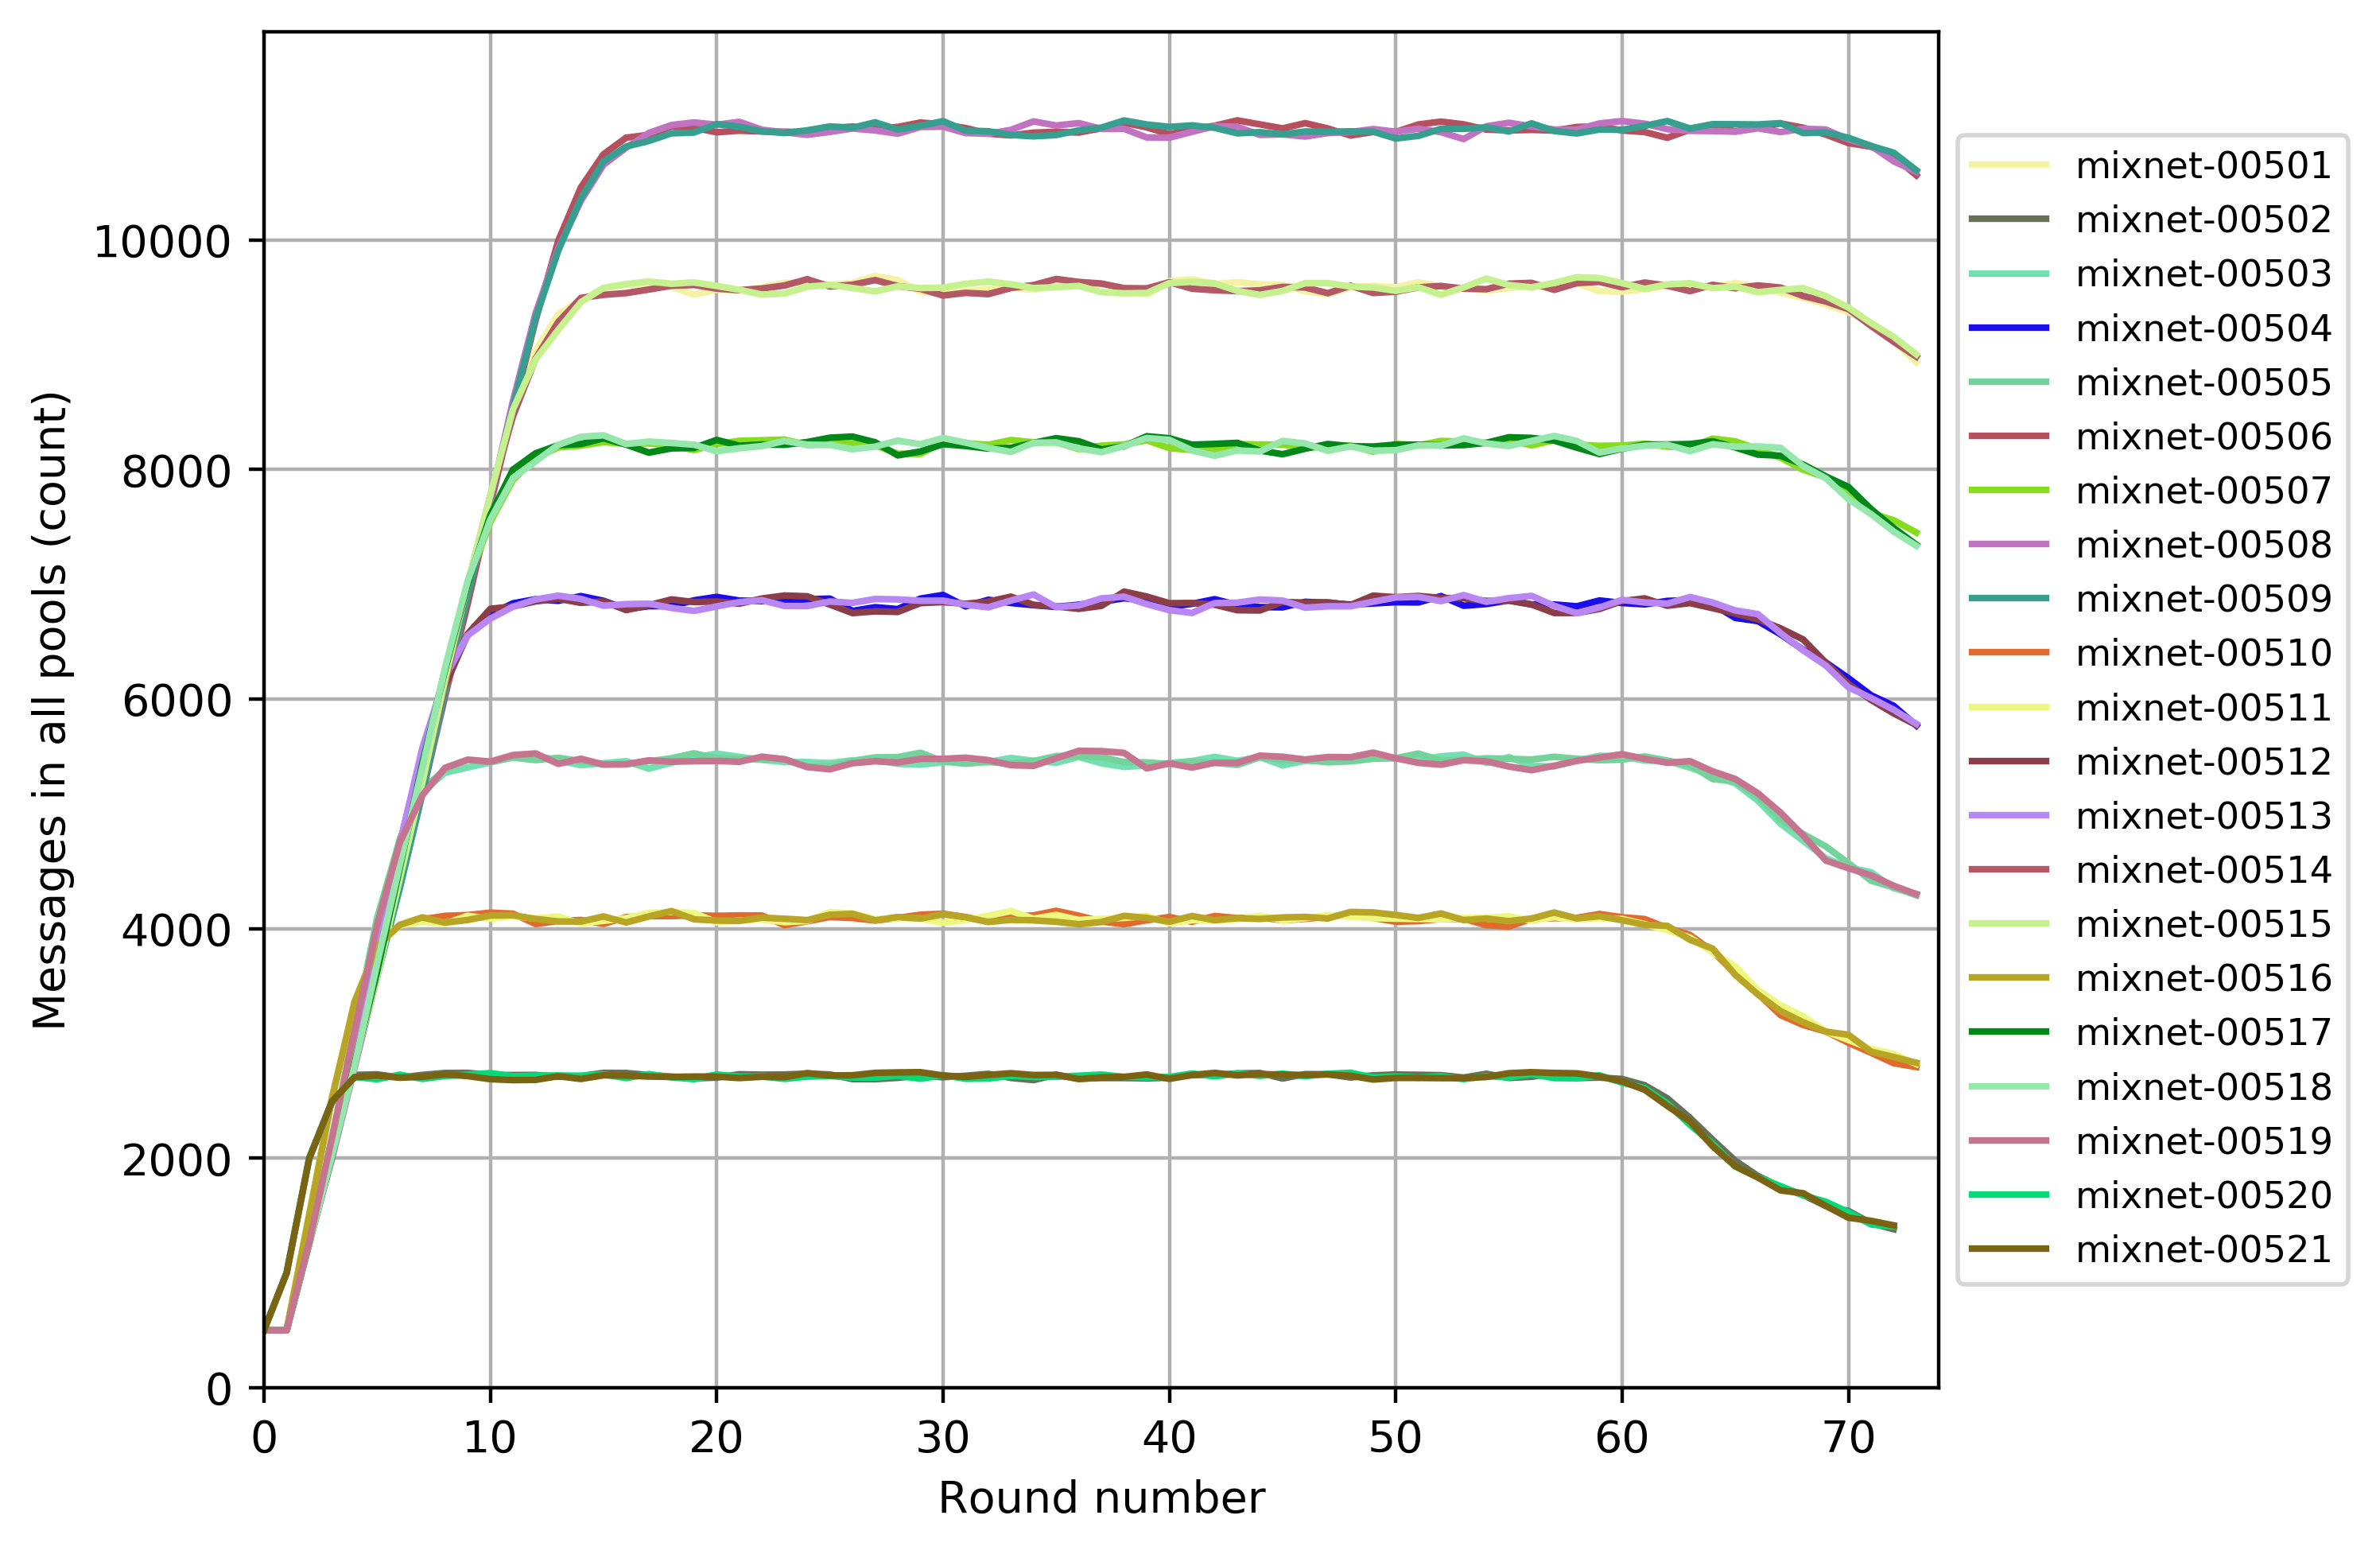 Messages in all pools (count)
10000
8000
6000
4000
2000
0
0 10 20 30 40 50 60 70
Round number
mixnet-00501
mixnet-00502
mixnet-00503
mixnet-00504
mixnet-00505
mixnet-00506
mixnet-00507
mixnet-00508
mixnet-00509
mixnet-00510
mixnet-00511
mixnet-00512
mixnet-00513
mixnet-00514
mixnet-00515
mixnet-00516
mixnet-00517
mixnet-00518
mixnet-00519
mixnet-00520
mixnet-00521